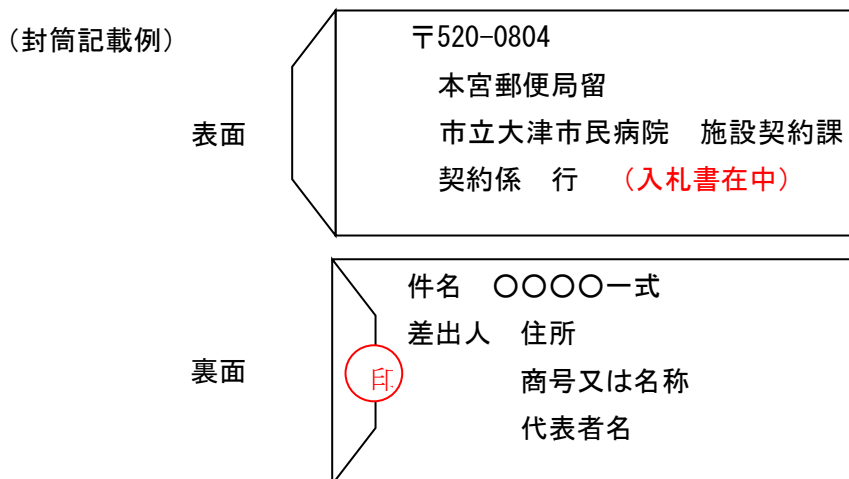 （封筒記載例）
〒520-0804
本宮郵便局留
表面
市立大津市民病院　施設契約課
契約係　行　（入札書在中）
件名　〇〇〇〇一式
差出人　住所
裏面
印
商号又は名称
代表者名